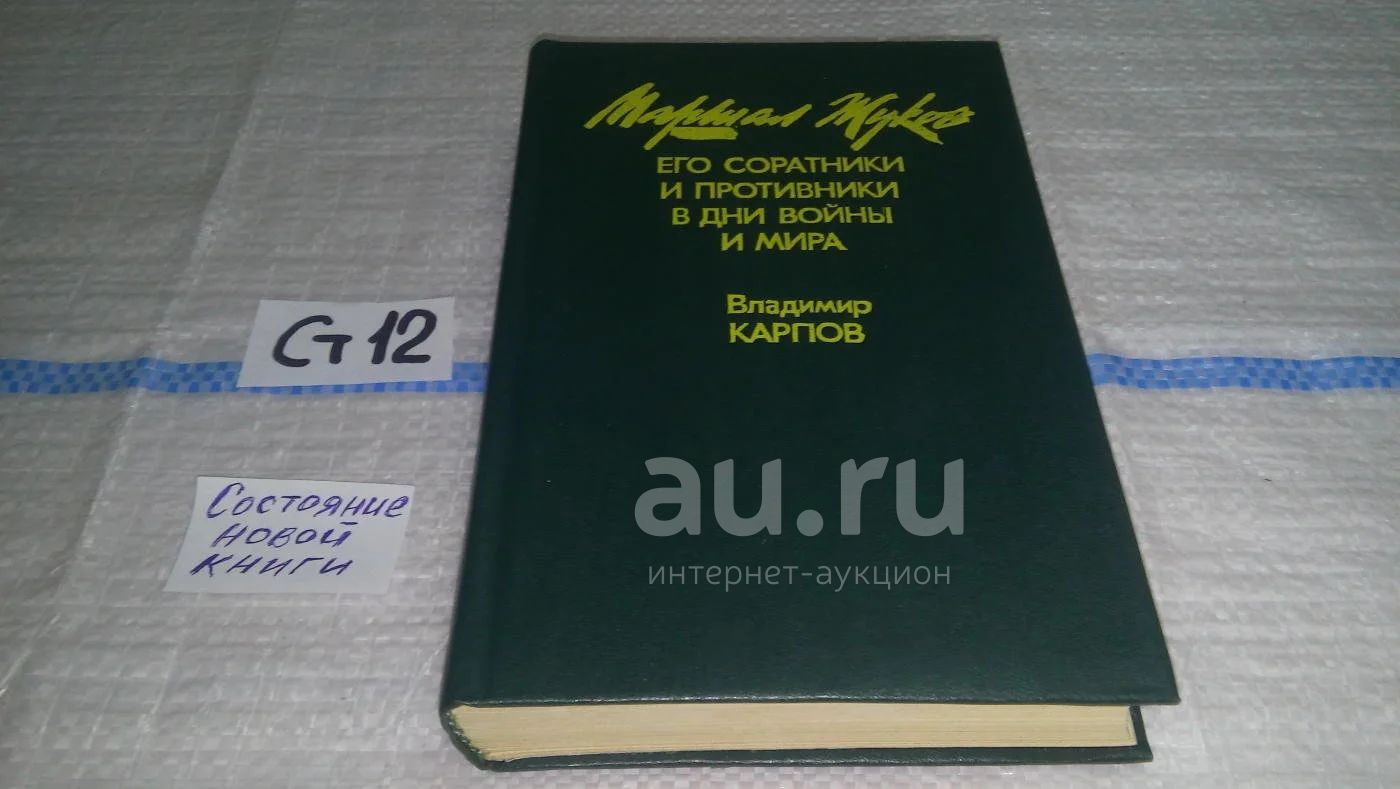 Маршал Жуков
ЕГО СОРАТНИКИ
И ПРОТИВНИКИ
В ДНИ ВОЙНЫ
И МИРА
Владимир
КАРПОВ
Ст 12
Состояние
новой
книги
au.ru
интернет-аукцион